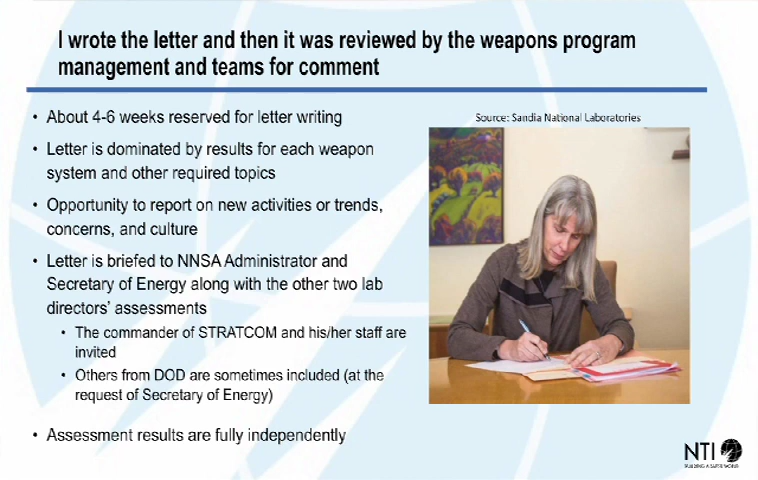 I wrote the letter and then it was reviewed by the weapons program
management and teams for comment
• About 4-6 weeks reserved for letter writing
• Letter is dominated by results for each weapon
system and other required topics
• Opportunity to report on new activities or trends,
concerns, and culture
• Letter is briefed to NNSA Administrator and
Secretary of Energy along with the other two lab
directors' assessments
• The commander of STRATCOM and his/her staff are
invited
• Others from DOD are sometimes included (at the
request of Secretary of Energy)
• Assessment results are fully independently
Source: Sandia National Laboratories
NTI
BUILDING A SAFER WORLD